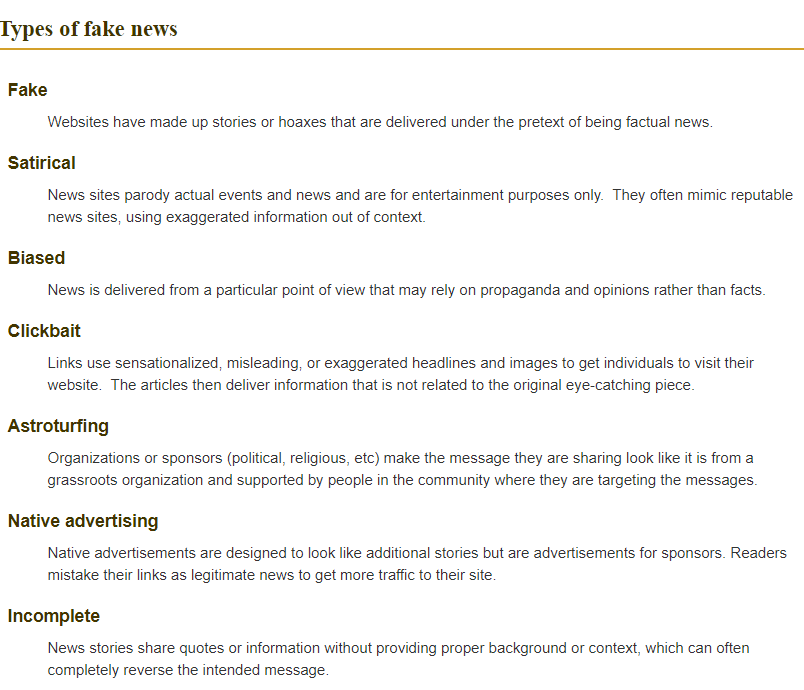 Types of fake news
Fake
Websites have made up stories or hoaxes that are delivered under the pretext of being factual news.
Satirical
News sites parody actual events and news and are for entertainment purposes only.  They often mimic reputable
news sites, using exaggerated information out of context.
Biased
News is delivered from a particular point of view that may rely on propaganda and opinions rather than facts.
Clickbait
Links use sensationalized, misleading, or exaggerated headlines and images to get individuals to visit their
website.  The articles then deliver information that is not related to the original eye-catching piece.
Astroturfing
Organizations or sponsors (political, religious, etc) make the message they are sharing look like it is from a
grassroots organization and supported by people in the community where they are targeting the messages.
Native advertising
Native advertisements are designed to look like additional stories but are advertisements for sponsors. Readers
mistake their links as legitimate news to get more traffic to their site.
Incomplete
News stories share quotes or information without providing proper background or context, which can often
completely reverse the intended message.